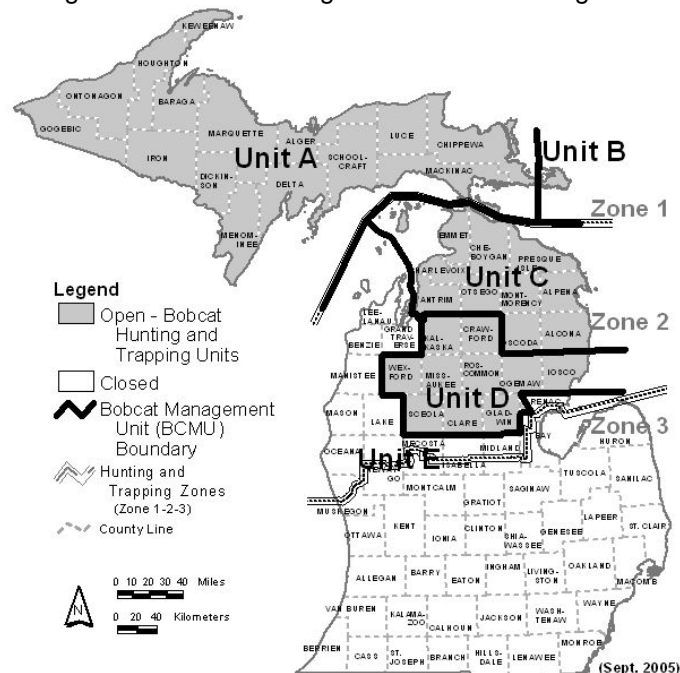 KEWEENAW
HOUGHTON
ONTONAGON
BARAGA
GOGEBIC
MARQUETTE
ALGER
LUCE
CHIPPEWA
IRON
Unit A
SCHOOL-
CRAFT
Unit B
DICKIN-
SON
DELTA
MACKINAC
MENOM-
INEE
Zone 1
EMMET
CHE-
BOYGAN
PRESQUE
ISLE
CHARLEVOIX
Unit C
ANTRIM
OTSEGO
MONT-
MORENCY
ALPENA
Legend
Open - Bobcat
Hunting and
Trapping Units
Closed
Bobcat Management
Unit (BCMU)
Boundary
Hunting and
Trapping Zones
(Zone 1-2-3)
County Line
LEE-
LANAU
GRAND
TRAV-
ERSE
BENZIE
KAL-
KASKA
CRAW-
FORD
OSCODA
ALCONA
Zone 2
MANISTEE
WEX-
FORD
MISS-
AUKEE
ROS-
COMMON
OGEMAW
IOSCO
Unit D
MASON
LAKE
OSCEOLA
CLARE
GLAD-
WIN
RENAC
Zone 3
OCEANA
MECOSTA
MIDLAND
BAY
HURON
Unit E
GO
ISABELLA
MONTCALM
GRATIOT
SAGINAW
TUSCOLA
SANILAC
MUSKEGON
OTTAWA
KENT
IONIA
CLINTON
SHIA-
WASSEE
GENESEE
LAPEER
ST. CLAIR
ALLEGAN
BARRY
EATON
INGHAM
LIVING-
STON
OAKLAND
MACOMB
VAN BUREN
KALAMA-
ZOO
CALHOUN
JACKSON
WASH-
TENAW
WAYNE
BERRIEN
CASS
ST.
JOSEPH
BRANCH
HILLS-
DALE
LENAWEE
MONROE
0 10 20 30 40 Miles
0 20 40 Kilometers
N
(Sept. 2005)